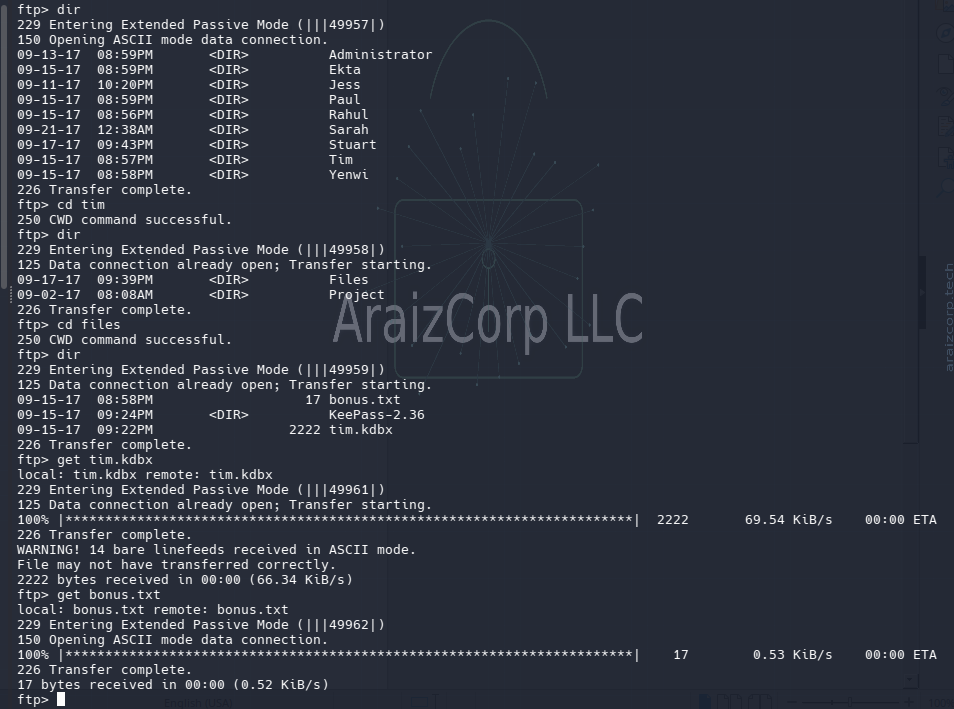 ftp> dir
229 Entering Extended Passive Mode (|||49957|)
150 Opening ASCII mode data connection.
09-13-17  08:59PM       <DIR>          Administrator
09-15-17  08:59PM       <DIR>          Ekta
09-11-17  10:20PM       <DIR>          Jess
09-15-17  08:59PM       <DIR>          Paul
09-15-17  08:56PM       <DIR>          Rahul
09-21-17  12:38AM       <DIR>          Sarah
09-17-17  09:43PM       <DIR>          Stuart
09-15-17  08:57PM       <DIR>          Tim
09-15-17  08:58PM       <DIR>          Yenwi
226 Transfer complete.
ftp> cd tim
250 CWD command successful.
ftp> dir
229 Entering Extended Passive Mode (|||49958|)
125 Data connection already open; Transfer starting.
09-17-17  09:39PM       <DIR>          Files
09-02-17  08:08AM       <DIR>          Project
226 Transfer complete.
ftp> cd files
250 CWD command successful.
ftp> dir
229 Entering Extended Passive Mode (|||49959|)
125 Data connection already open; Transfer starting.
09-15-17  08:58PM                   17 bonus.txt
09-15-17  09:24PM       <DIR>          KeePass-2.36
09-15-17  09:22PM                 2222 tim.kdbx
226 Transfer complete.
ftp> get tim.kdbx
local: tim.kdbx remote: tim.kdbx
229 Entering Extended Passive Mode (|||49961|)
125 Data connection already open; Transfer starting.
100% |***********************************************************************|  2222       69.54 KiB/s    00:00 ETA
226 Transfer complete.
WARNING! 14 bare linefeeds received in ASCII mode.
File may not have transferred correctly.
2222 bytes received in 00:00 (66.34 KiB/s)
ftp> get bonus.txt
local: bonus.txt remote: bonus.txt
229 Entering Extended Passive Mode (|||49962|)
150 Opening ASCII mode data connection.
100% |***********************************************************************|    17        0.53 KiB/s    00:00 ETA
226 Transfer complete.
17 bytes received in 00:00 (0.52 KiB/s)
ftp>
AraizCorp LLC
araizcorp.tech
English (USA)
100%